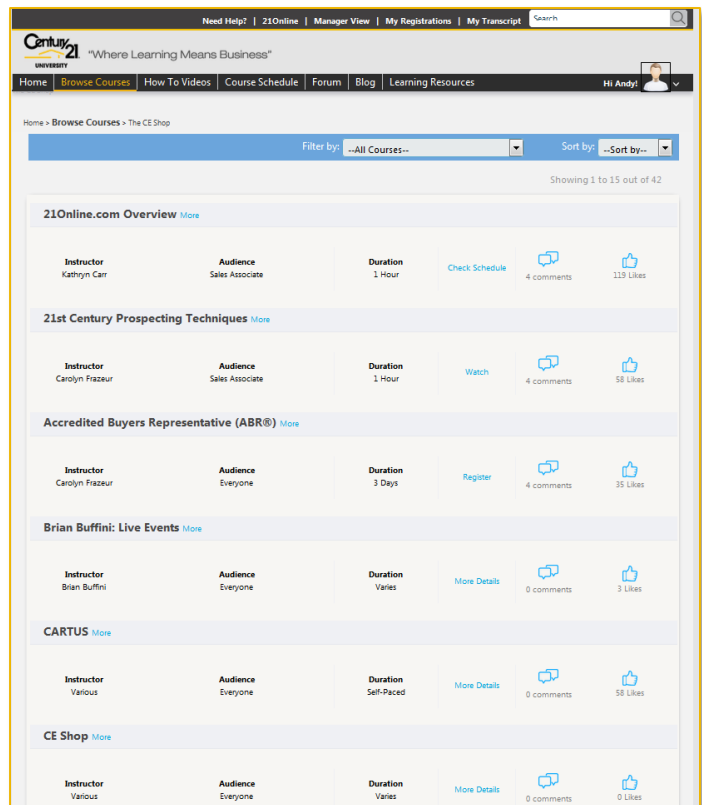 Need Help? | 21Online | Manager View | My Registrations | My Transcript Search
Century 21
UNIVERSITY
"Where Learning Means Business"
Home Browse Courses How To Videos Course Schedule Forum Blog Learning Resources Hi Andy!
Home > Browse Courses > The CE Shop
Filter by: --All Courses-- Sort by: --Sort by--
Showing 1 to 15 out of 42
21Online.com Overview More
Instructor Audience Duration
Kathryn Carr Sales Associate 1 Hour Check Schedule 4 comments 119 Likes
21st Century Prospecting Techniques More
Instructor Audience Duration
Carolyn Frazeur Sales Associate 1 Hour Watch 4 comments 58 Likes
Accredited Buyers Representative (ABR®) More
Instructor Audience Duration
Carolyn Frazeur Everyone 3 Days Register 4 comments 35 Likes
Brian Buffini: Live Events More
Instructor Audience Duration
Brian Buffini Everyone Varies More Details 0 comments 3 Likes
CARTUS More
Instructor Audience Duration
Various Everyone Self-Paced More Details 0 comments 58 Likes
CE Shop More
Instructor Audience Duration
Various Everyone Varies More Details 0 comments 0 Likes